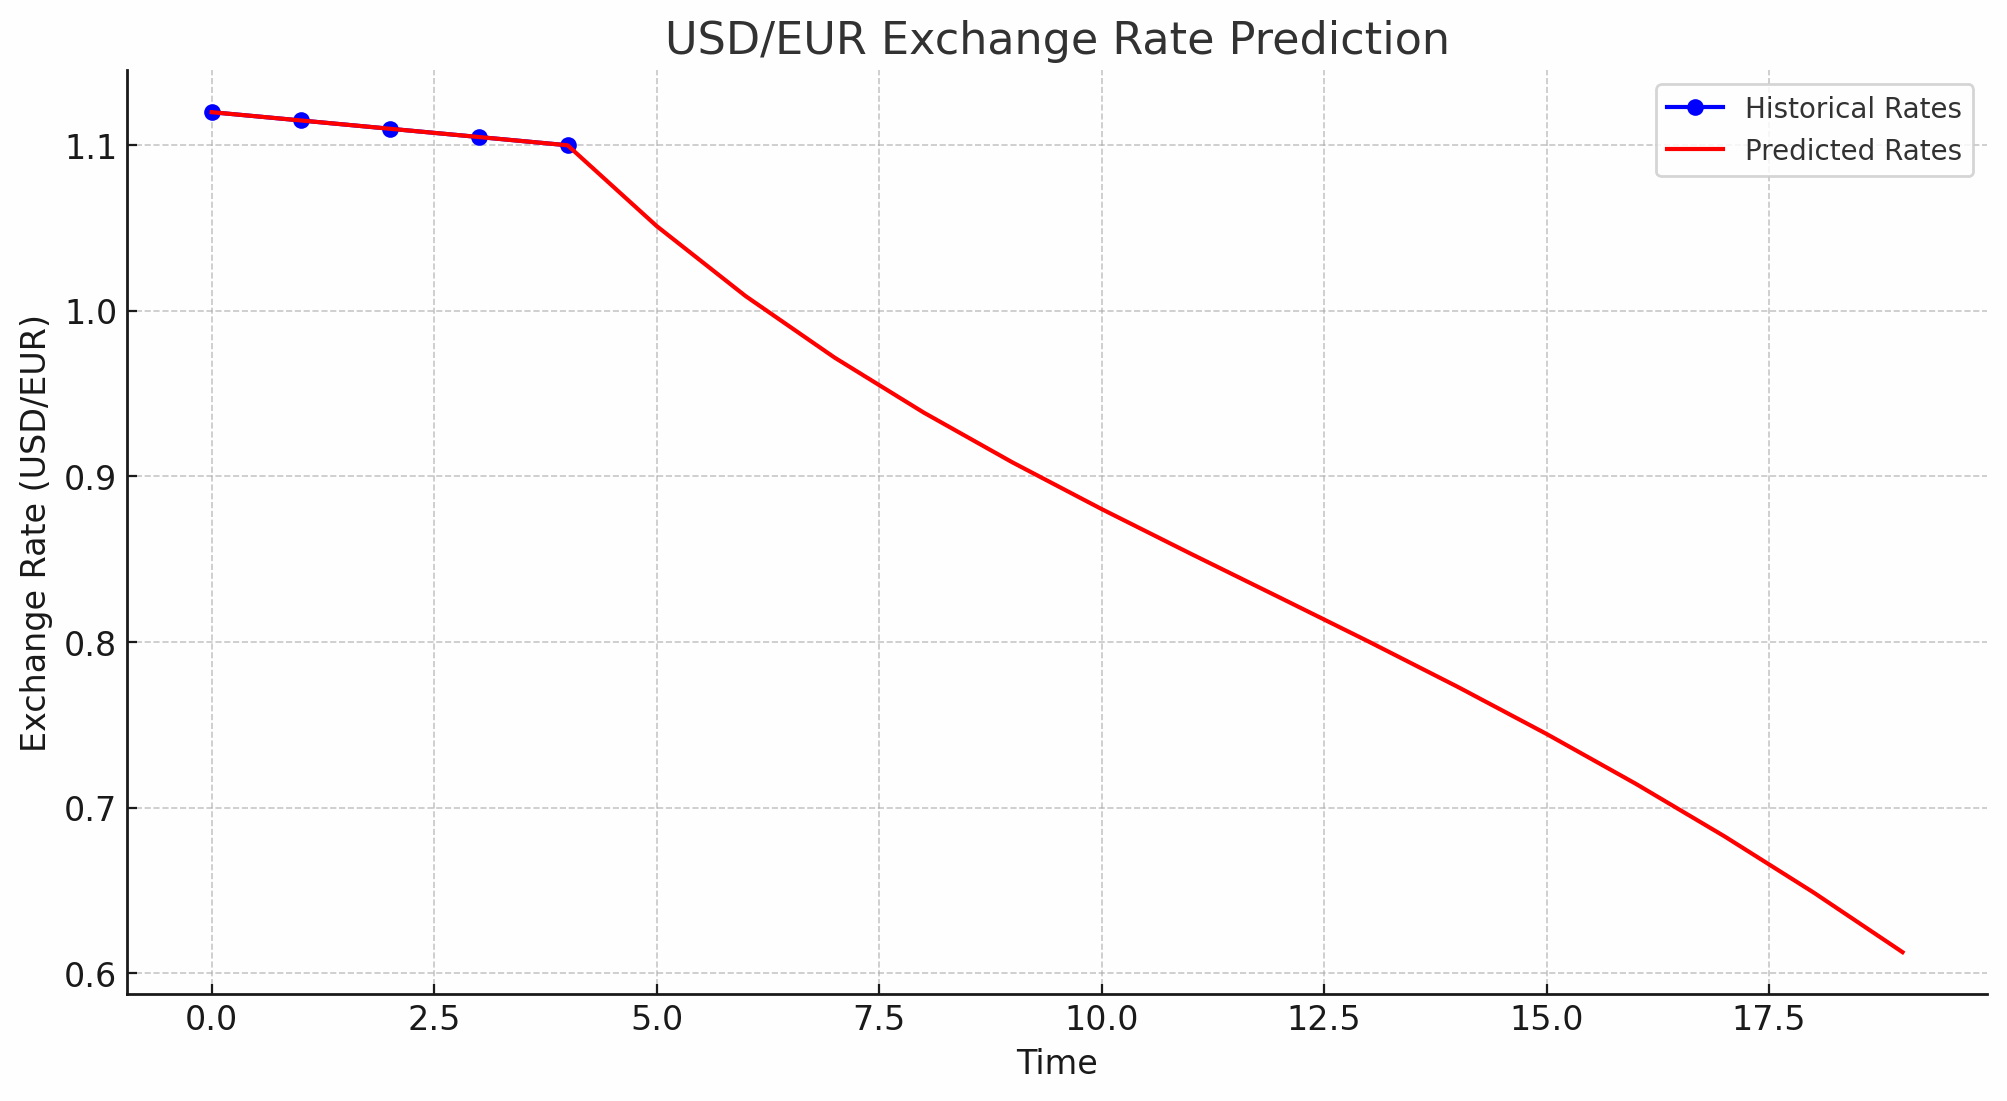 USD/EUR Exchange Rate Prediction
Historical Rates
Predicted Rates
Exchange Rate (USD/EUR)
1.1
1.0
0.9
0.8
0.7
0.6
0.0 2.5 5.0 7.5 10.0 12.5 15.0 17.5
Time